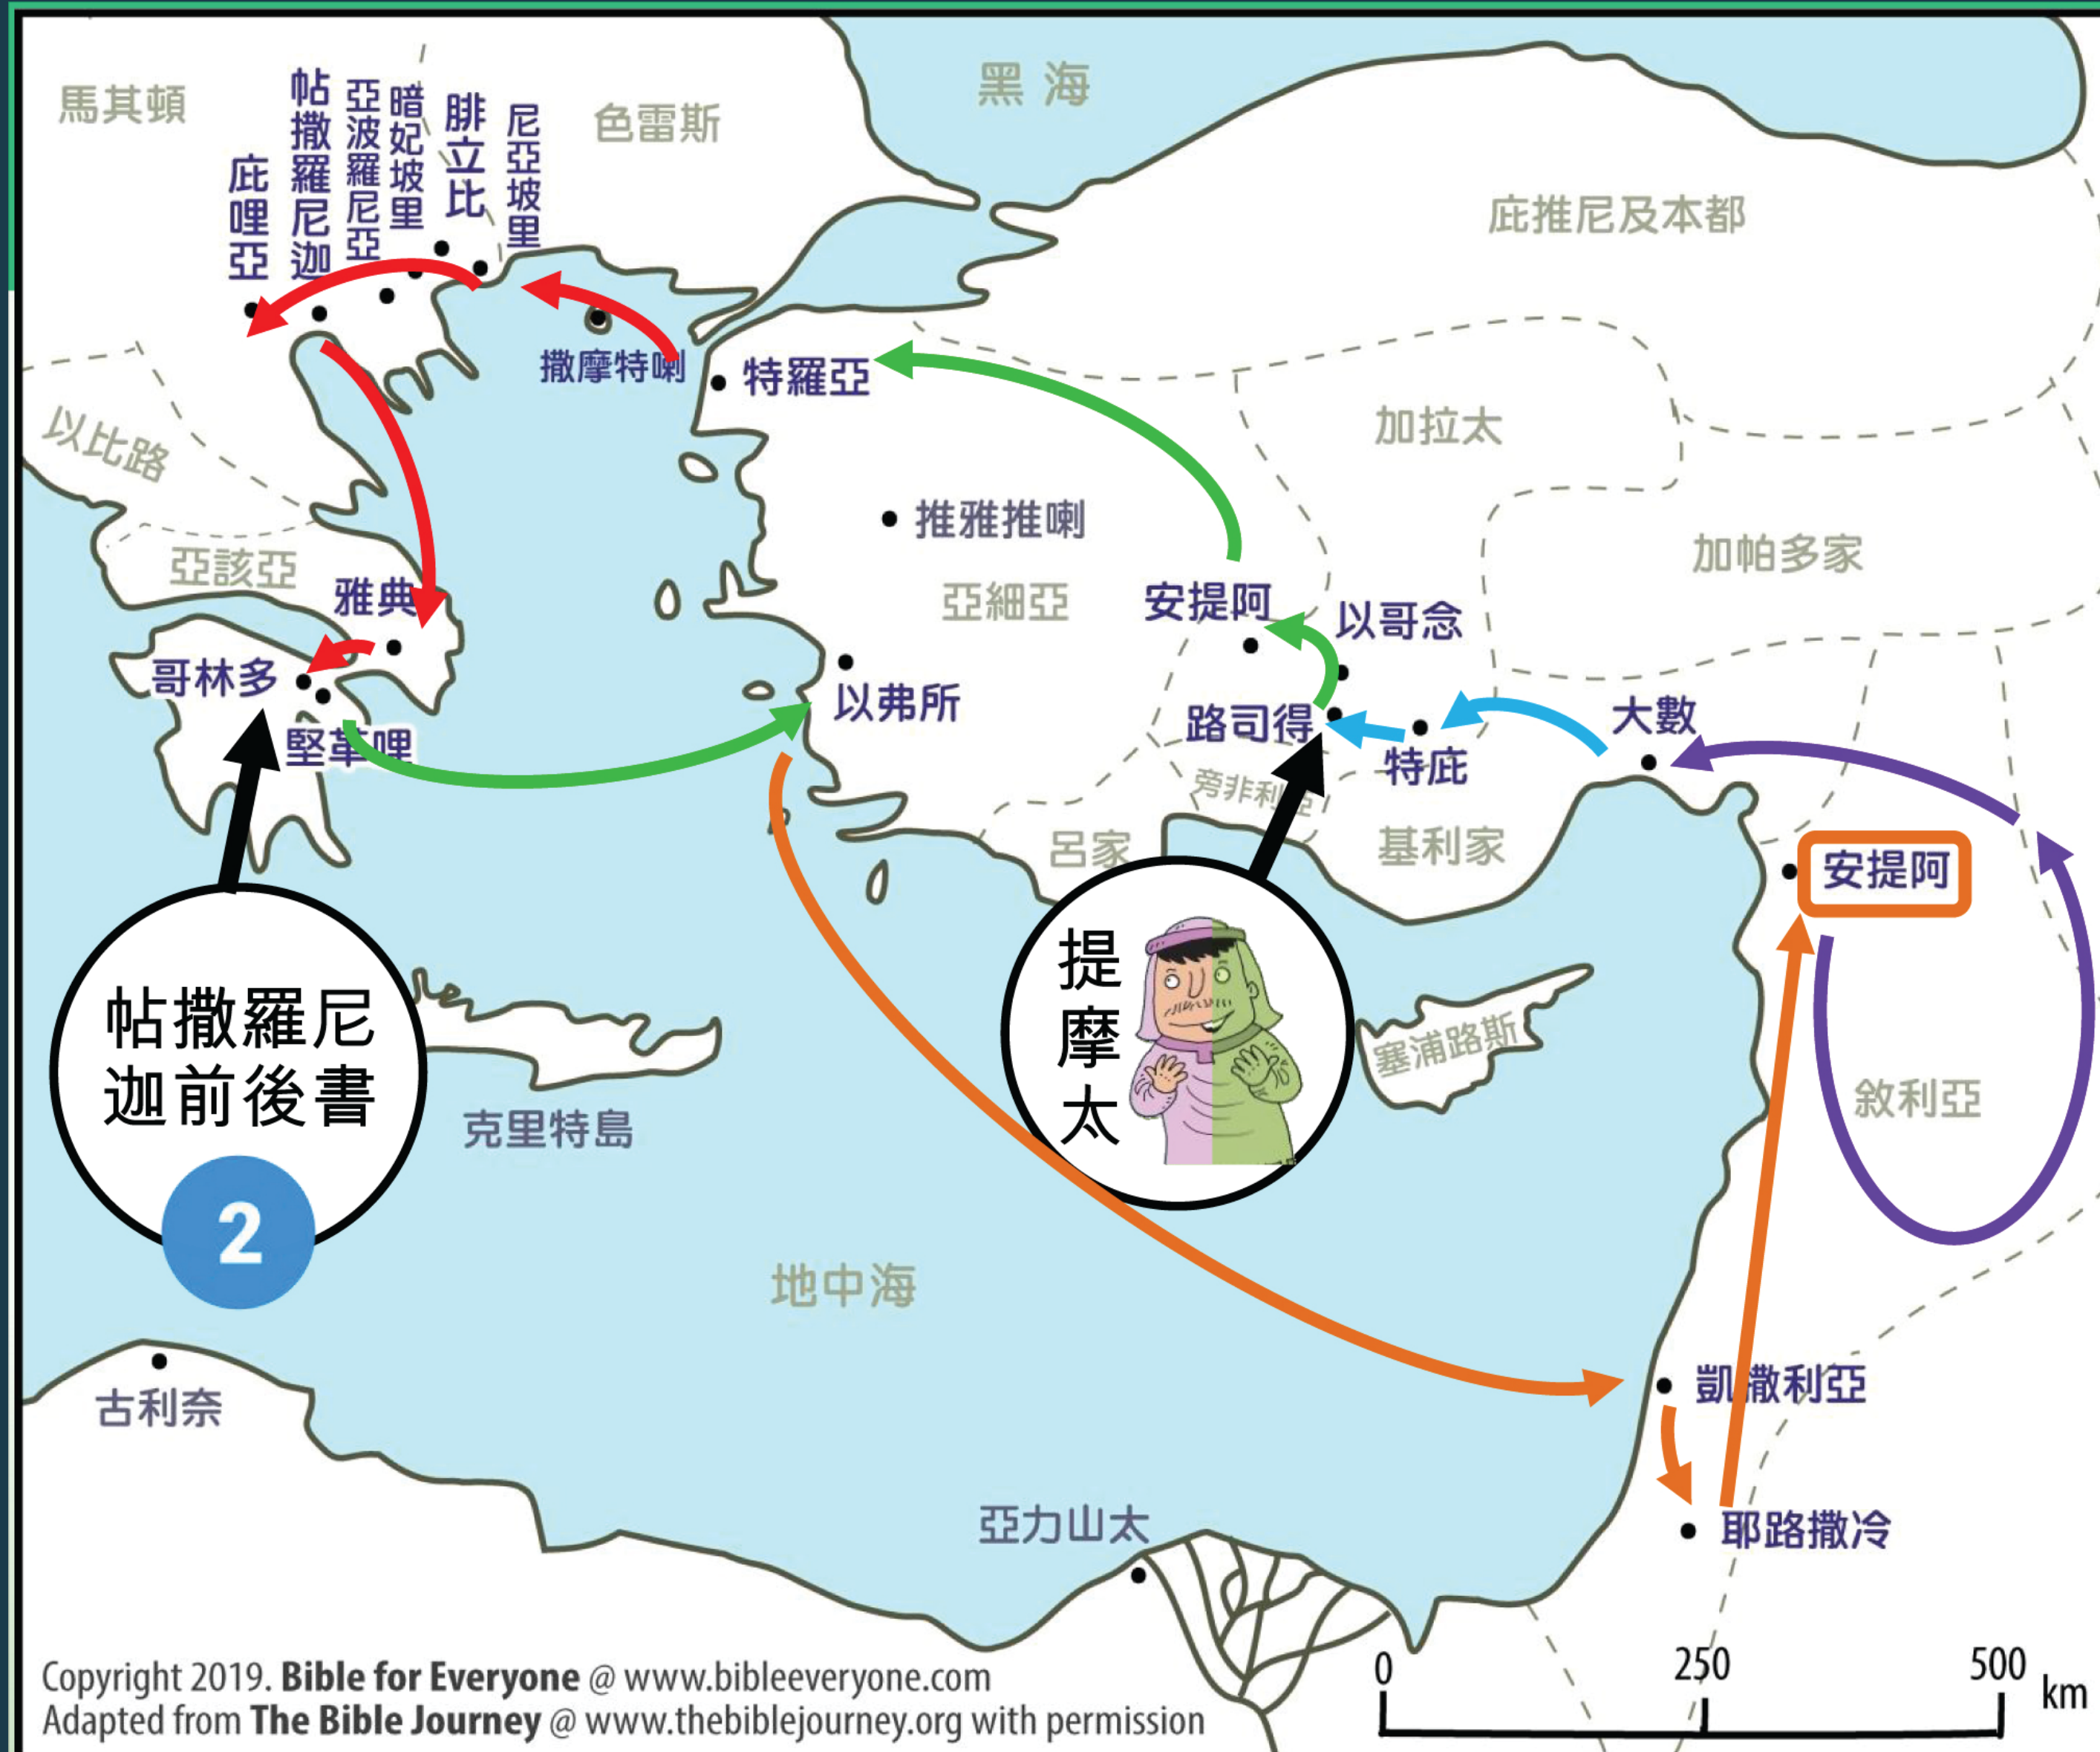 黑海
馬其頓
色雷斯
庇哩亞
帖撒羅尼迦
亞波羅尼亞
暗妃坡里
腓立比
尼亞坡里
庇推尼及本都
撒摩特喇
特羅亞
以比路
加拉太
推雅推喇
加帕多家
亞該亞
雅典
亞細亞
安提阿
以哥念
哥林多
堅革哩
以弗所
路司得
特庇
大數
旁非利亞
呂家
基利家
安提阿
帖撒羅尼
迦前後書
2
提摩太
塞浦路斯
克里特島
敘利亞
地中海
凱撒利亞
古利奈
亞力山太
耶路撒冷
0 250 500 km
Copyright 2019. Bible for Everyone @ www.bibleeveryone.com
Adapted from The Bible Journey @ www.thebiblejourney.org with permission